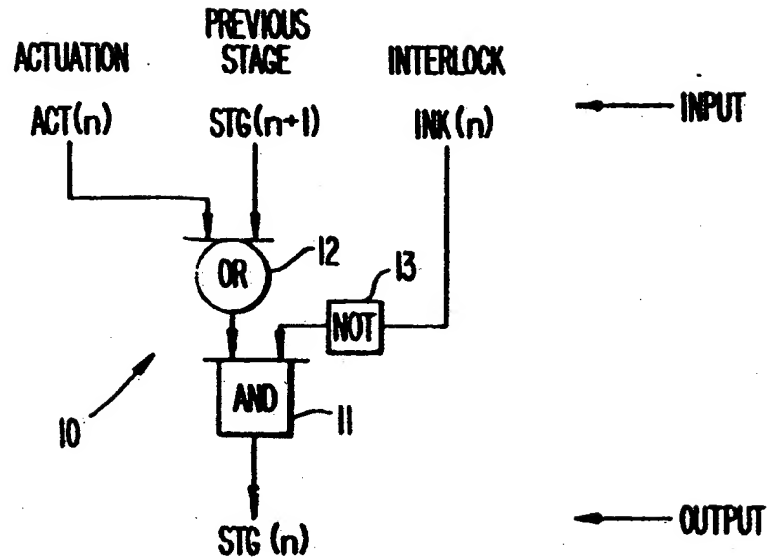 ACTUATION
PREVIOUS
STAGE
INTERLOCK
ACT(n)
STG(n+1)
INK(n)
INPUT
OR
12
13
NOT
AND
11
10
STG (n)
OUTPUT